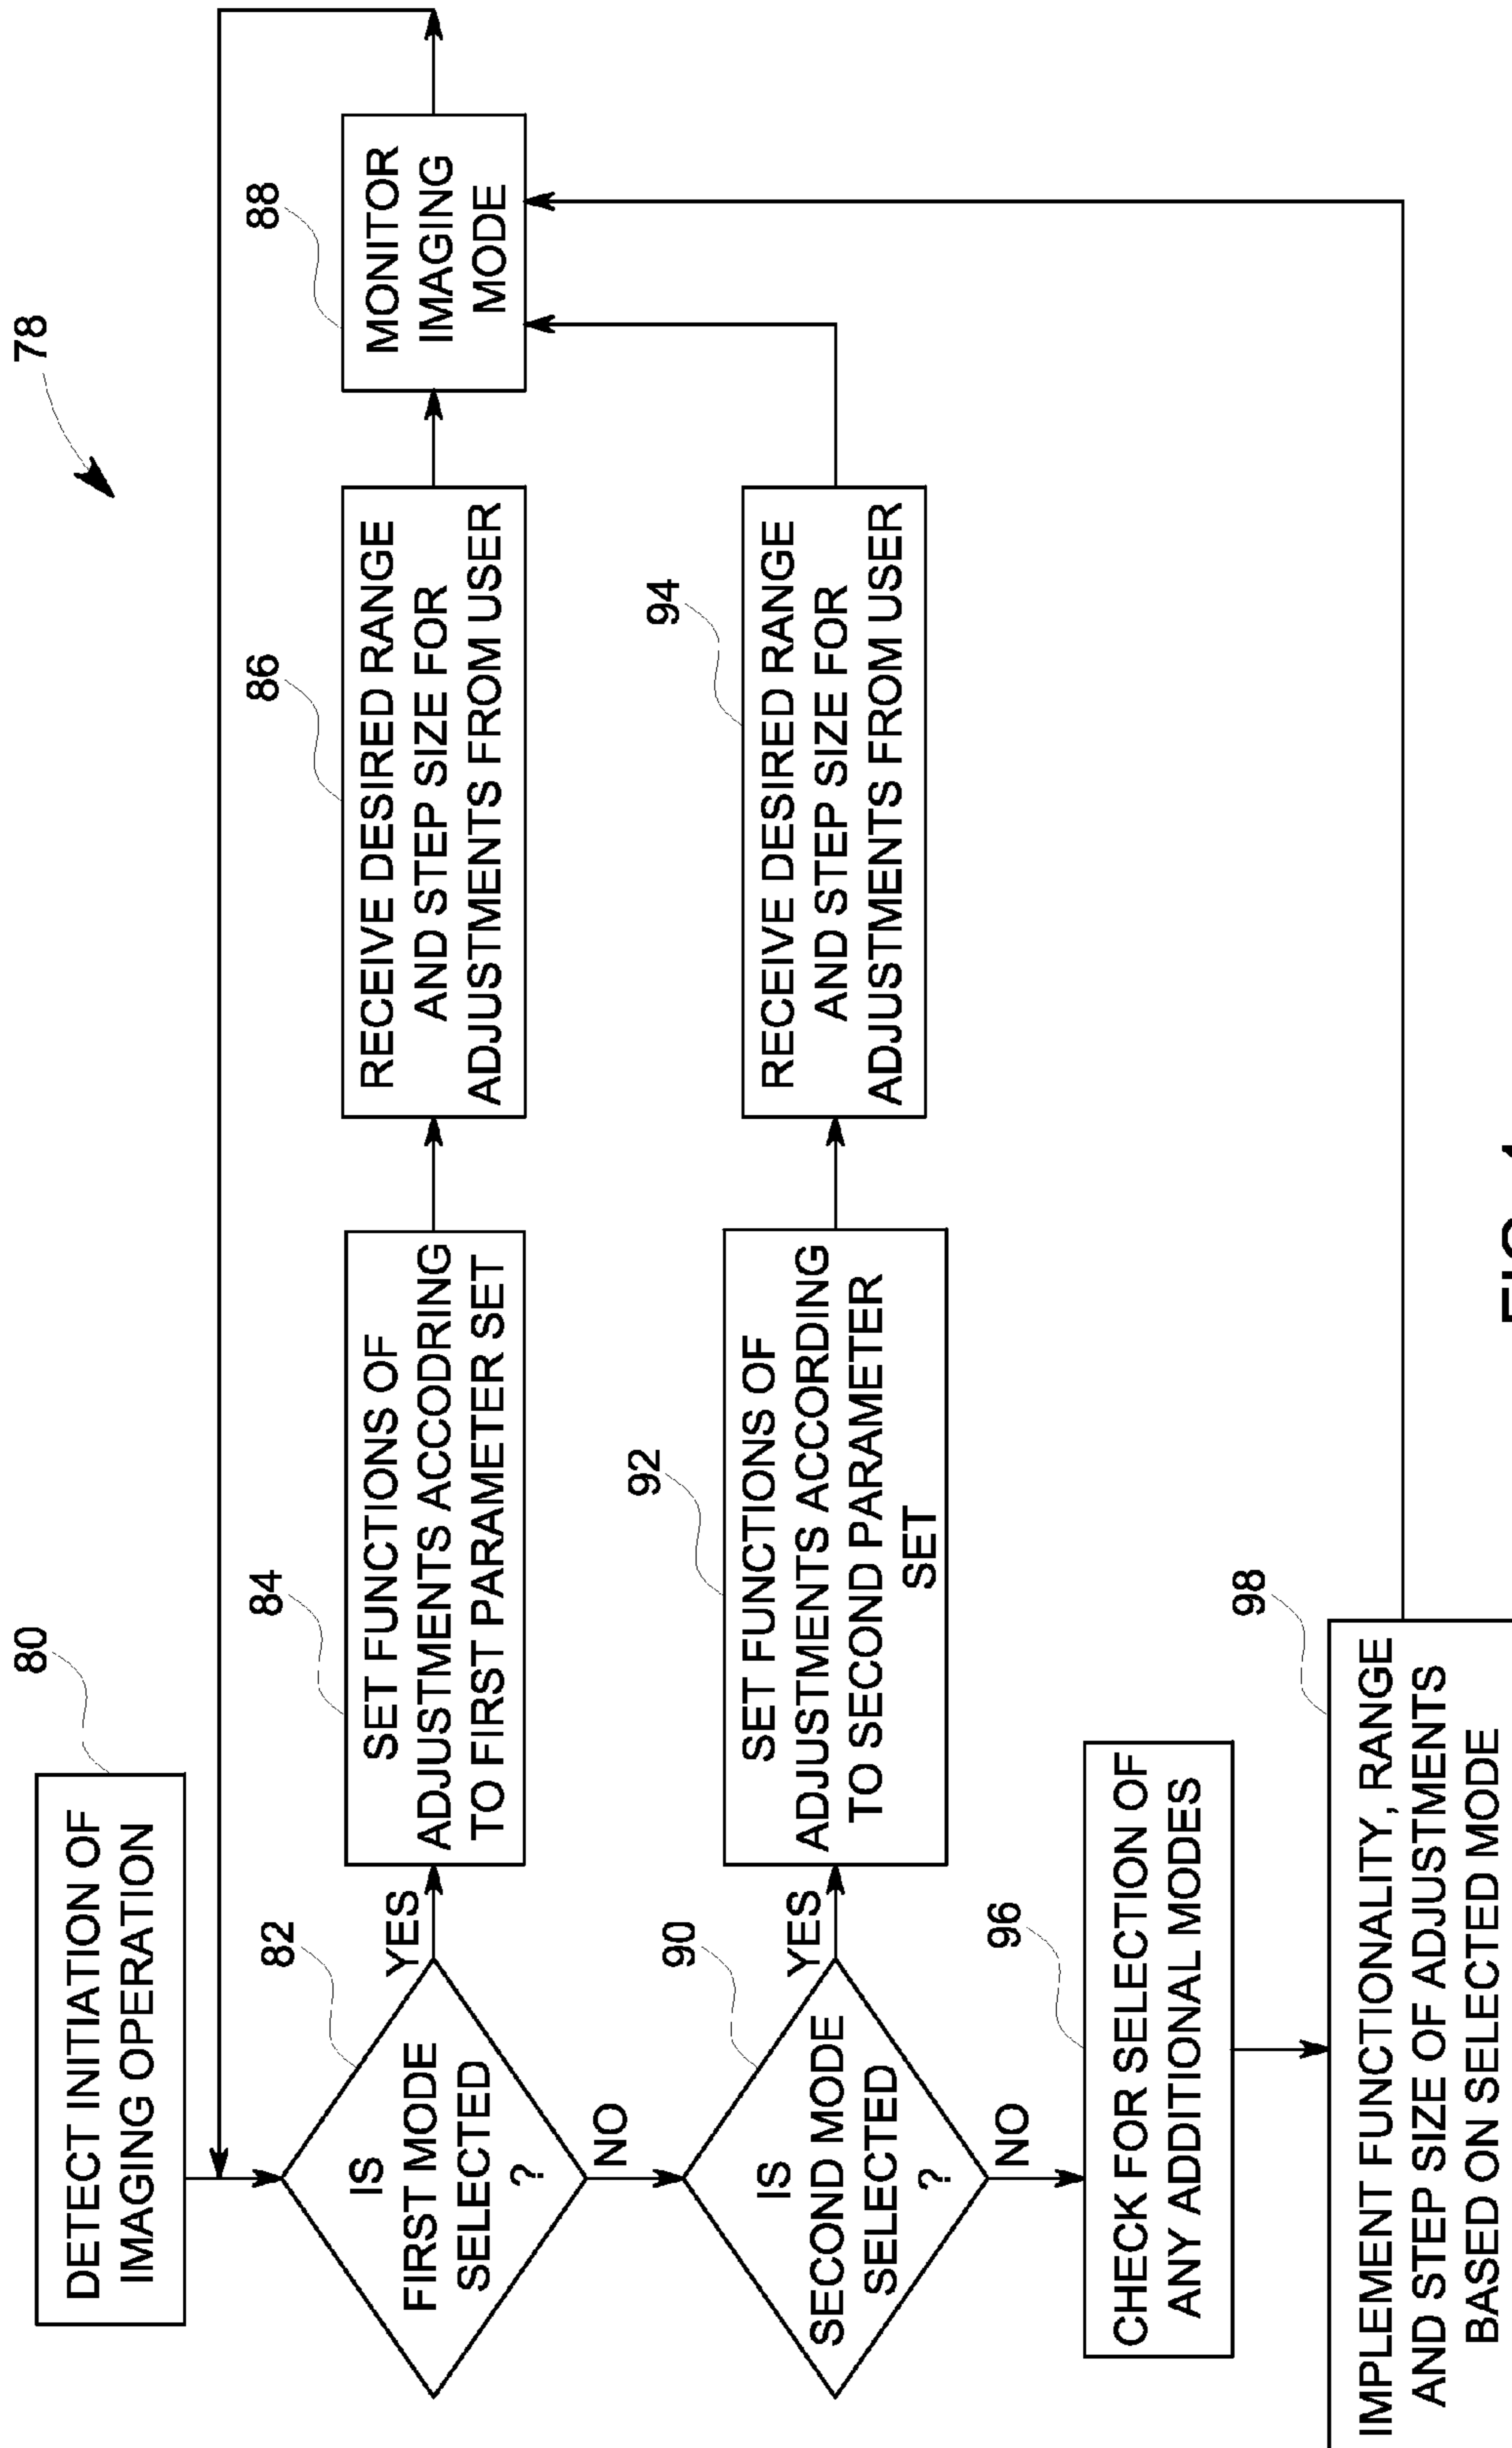 78
80
DETECT INITIATION OF
IMAGING OPERATION
82
IS
FIRST MODE
SELECTED
?
YES
NO
84
SET FUNCTIONS OF
ADJUSTMENTS ACCODRING
TO FIRST PARAMETER SET
86
RECEIVE DESIRED RANGE
AND STEP SIZE FOR
ADJUSTMENTS FROM USER
88
MONITOR
IMAGING
MODE
90
IS
SECOND MODE
SELECTED
?
YES
NO
92
SET FUNCTIONS OF
ADJUSTMENTS ACCORDING
TO SECOND PARAMETER
SET
94
RECEIVE DESIRED RANGE
AND STEP SIZE FOR
ADJUSTMENTS FROM USER
96
CHECK FOR SELECTION OF
ANY ADDITIONAL MODES
98
IMPLEMENT FUNCTIONALITY, RANGE
AND STEP SIZE OF ADJUSTMENTS
BASED ON SELECTED MODE
FIG.